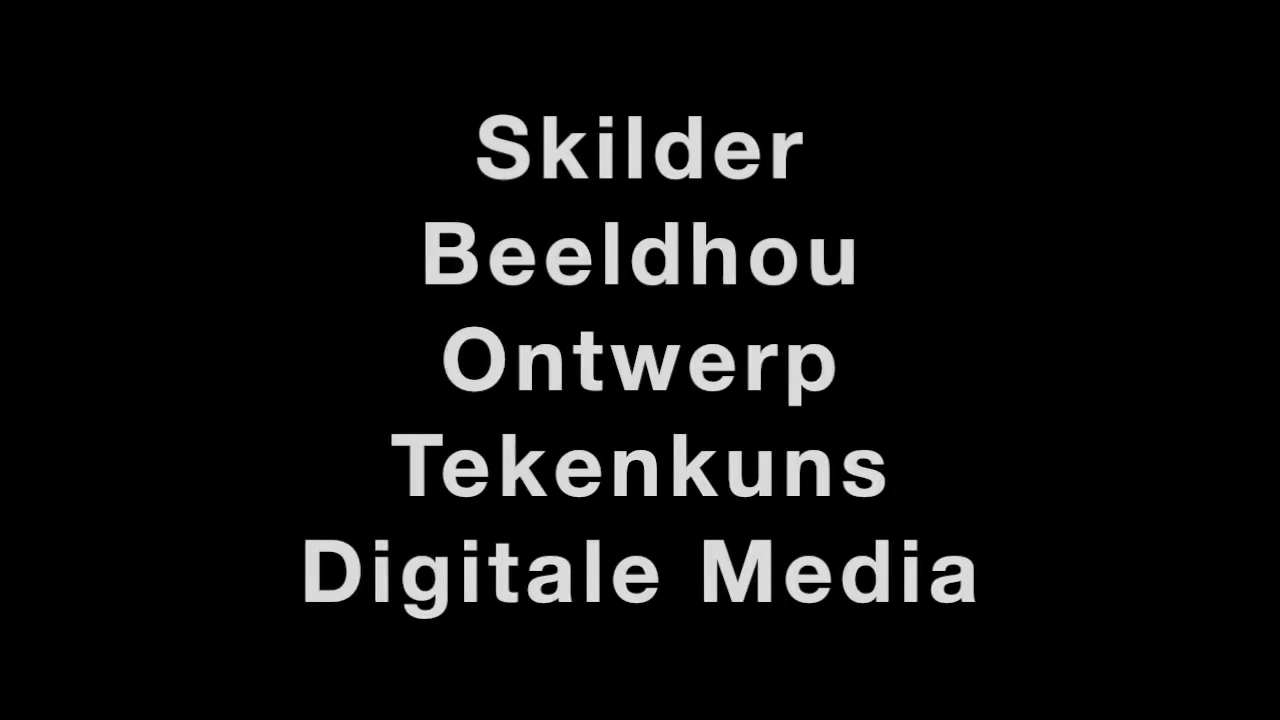 Skilder
Beeldhou
Ontwerp
Tekenkuns
Digitale Media